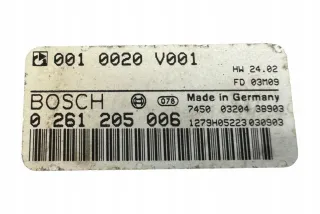 001 0020 V001
HW 24.02
FD 03M09
BOSCH 078 Made in Germany
7450 03204 38903
0 261 205 006 1279H05223 030903